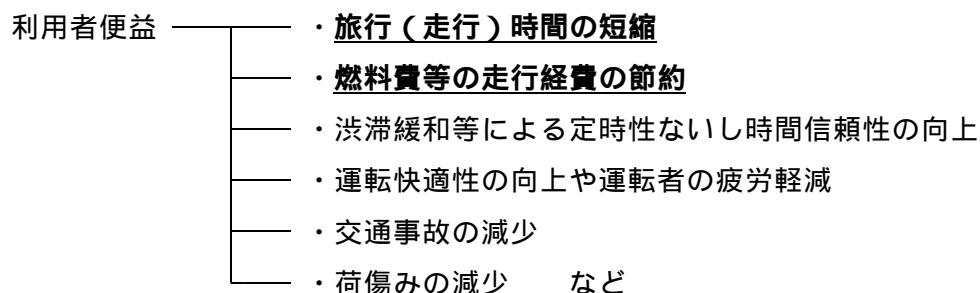 利用者便益 ・旅行（走行）時間の短縮
・燃料費等の走行経費の節約
・渋滞緩和等による定時性ないし時間信頼性の向上
・運転快適性の向上や運転者の疲労軽減
・交通事故の減少
・荷傷みの減少　　など